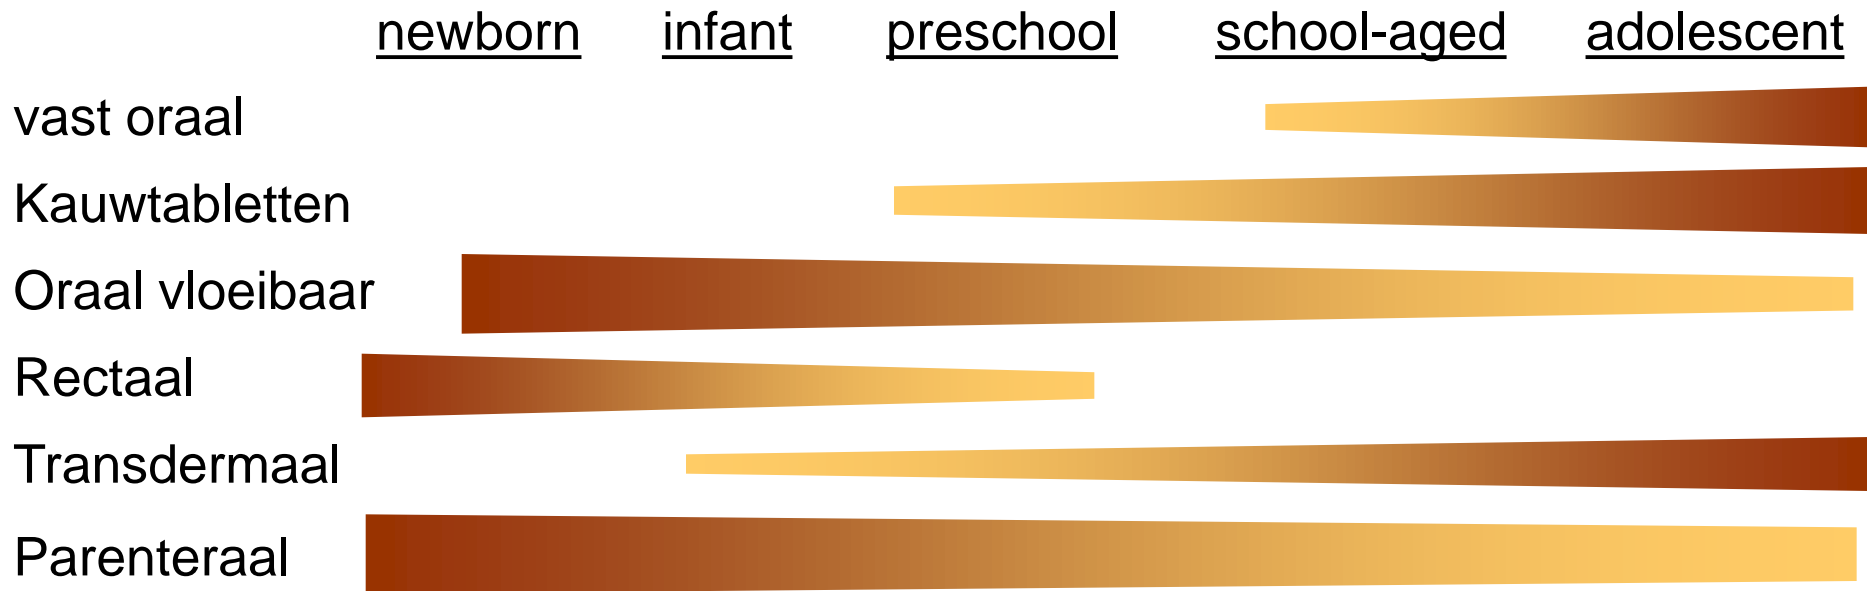 newborn infant preschool school-aged adolescent
vast oraal
Kauwtabletten
Oraal vloeibaar
Rectaal
Transdermaal
Parenteraal